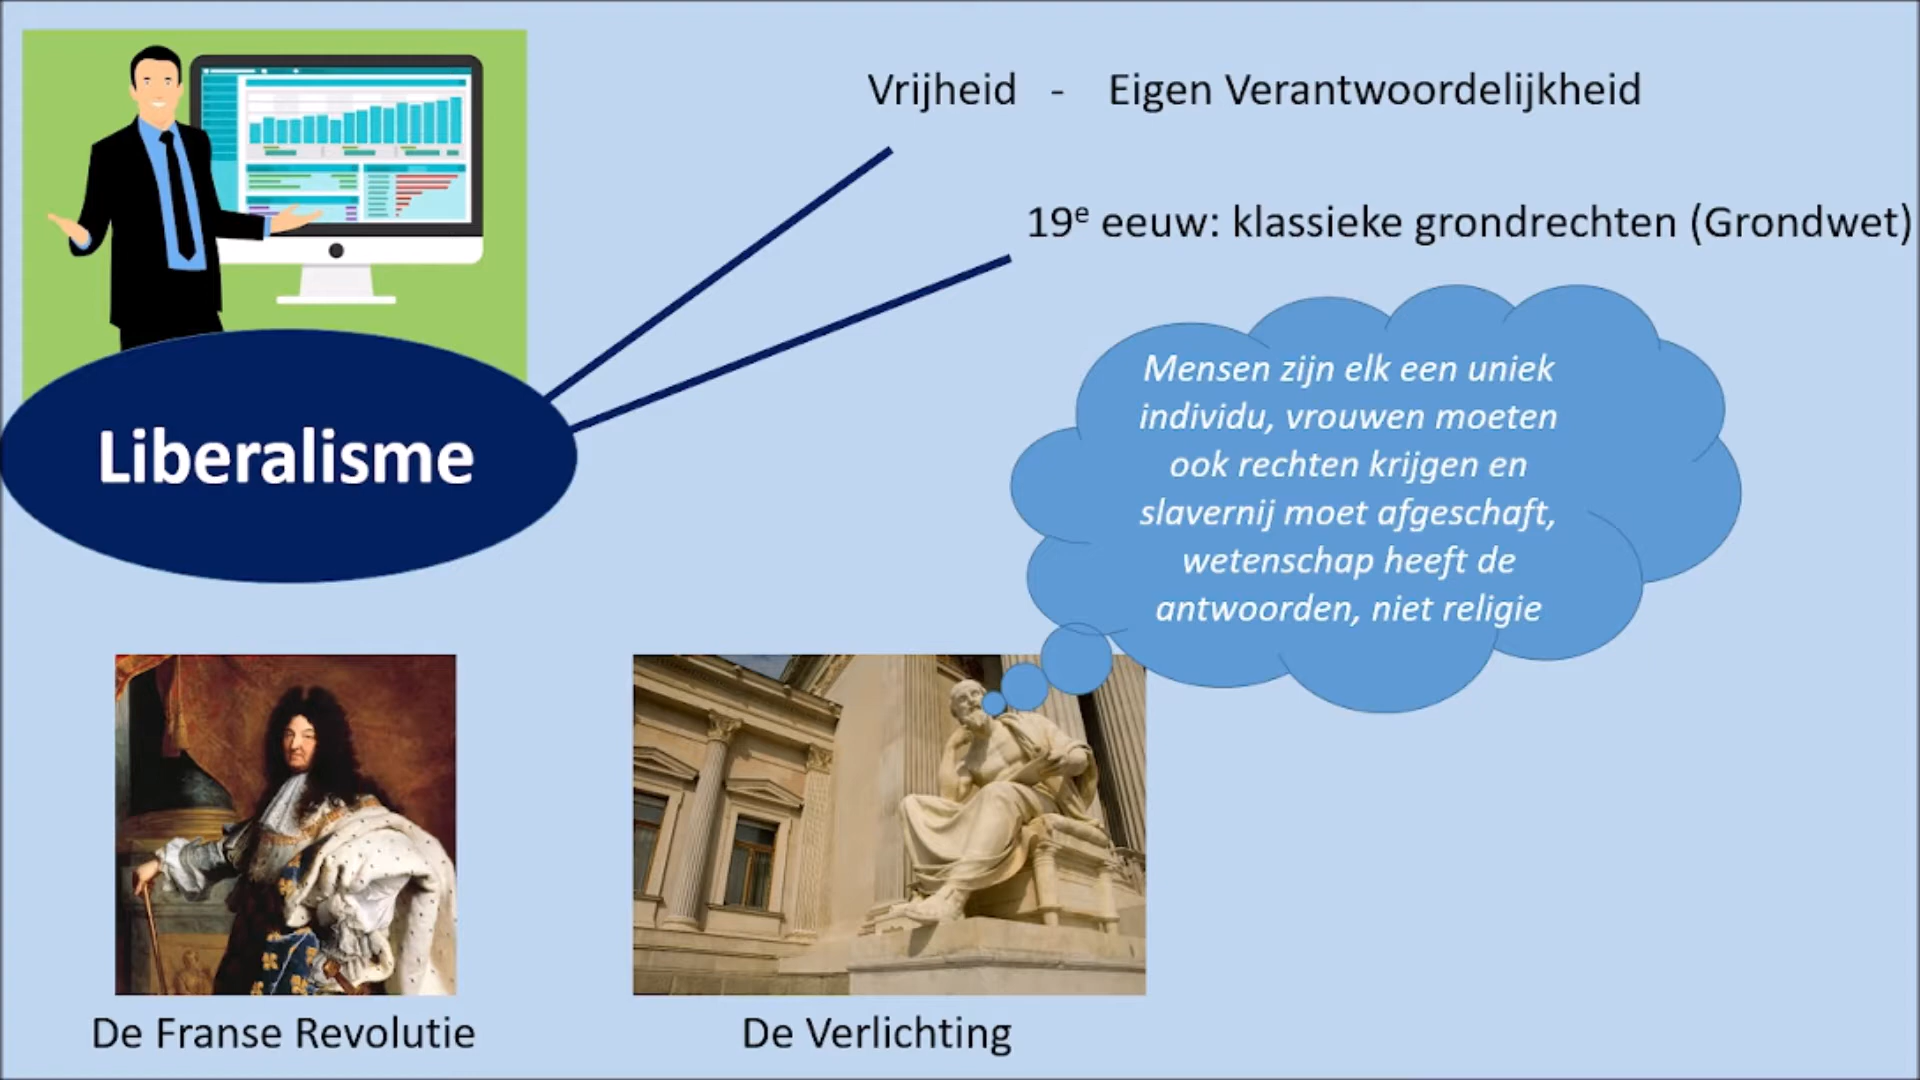 Vrijheid - Eigen Verantwoordelijkheid
19e eeuw: klassieke grondrechten (Grondwet)
Liberalisme
Mensen zijn elk een uniek
individu, vrouwen moeten
ook rechten krijgen en
slavernij moet afgeschaft,
wetenschap heeft de
antwoorden, niet religie
De Franse Revolutie
De Verlichting